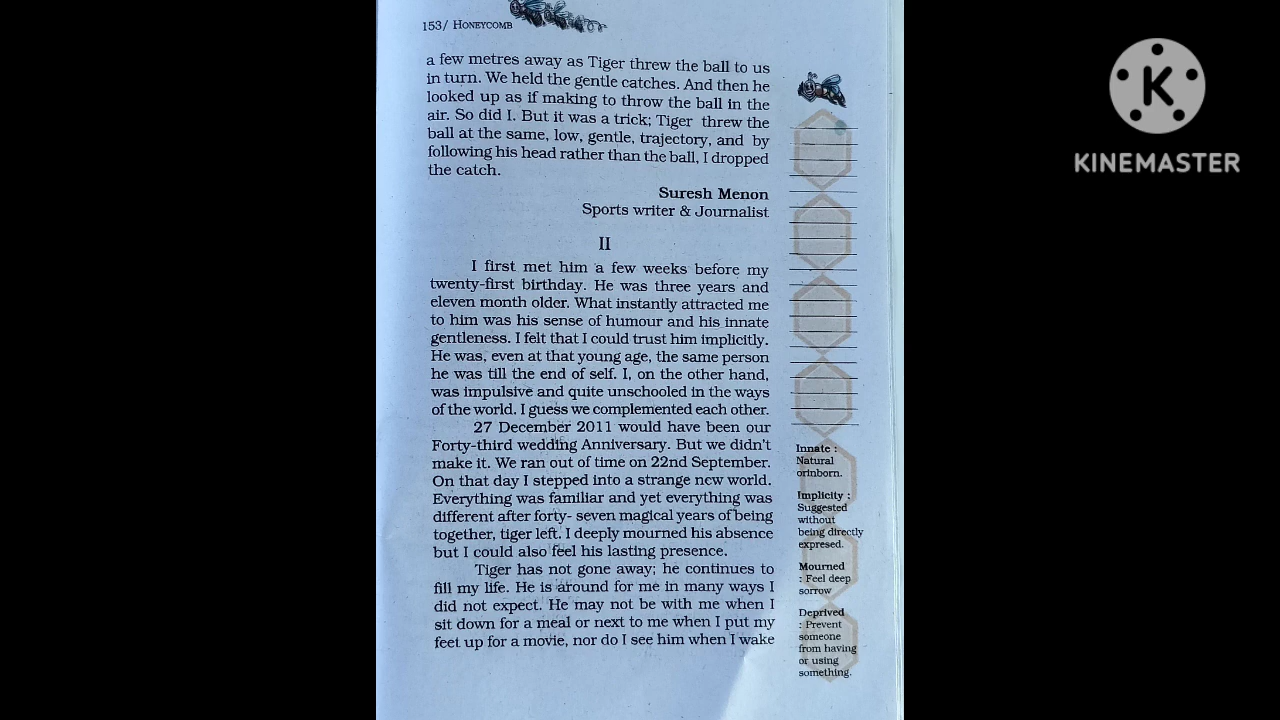 153/ HONEYCOMB
a few metres away as Tiger threw the ball to us
in turn. We held the gentle catches. And then he
looked up as if making to throw the ball in the
air. So did I. But it was a trick; Tiger threw the
ball at the same, low, gentle, trajectory, and by
following his head rather than the ball, I dropped
the catch.
Suresh Menon
Sports writer & Journalist
II
I first met him a few weeks before my
twenty-first birthday. He was three years and
eleven month older. What instantly attracted me
to him was his sense of humour and his innate
gentleness. I felt that I could trust him implicitly.
He was, even at that young age, the same person
he was till the end of self. I, on the other hand,
was impulsive and quite unschooled in the ways
of the world. I guess we complemented each other.
27 December 2011 would have been our
Forty-third wedding Anniversary. But we didn't
make it. We ran out of time on 22nd September.
On that day I stepped into a strange new world.
Everything was familiar and yet everything was
different after forty- seven magical years of being
together, tiger left. I deeply mourned his absence
but I could also feel his lasting presence.
Tiger has not gone away; he continues to
fill my life. He is around for me in many ways I
did not expect. He may not be with me when I
sit down for a meal or next to me when I put my
feet up for a movie, nor do I see him when I wake
Innate :
Natural
orinborn.
Implicity :
Suggested
without
being directly
expresed.
Mourned
: Feel deep
sorrow
Deprived
: Prevent
someone
from having
or using
something.
K
KINEMASTER